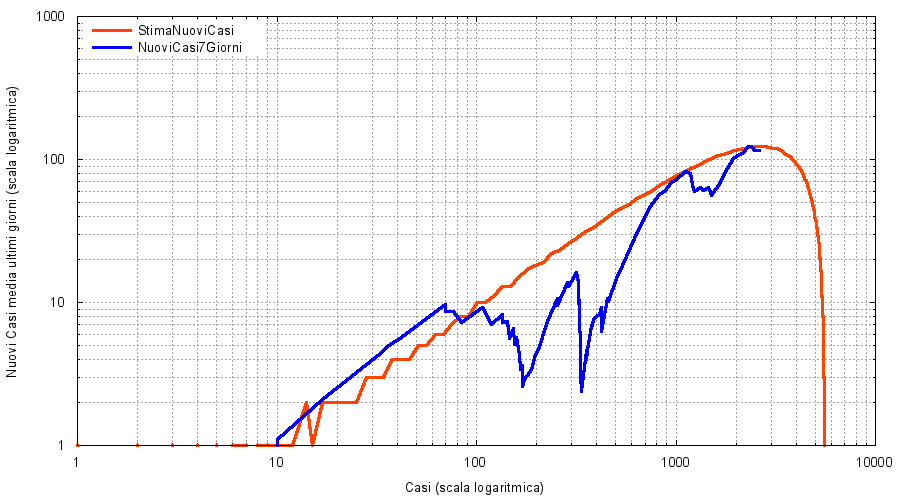 1000
StimaNuoviCasi
NuoviCasi7Giorni
100
Nuovi Casi media ultimi giorni (scala logaritmica)
10
1
1
10
100
1000
10000
Casi (scala logaritmica)